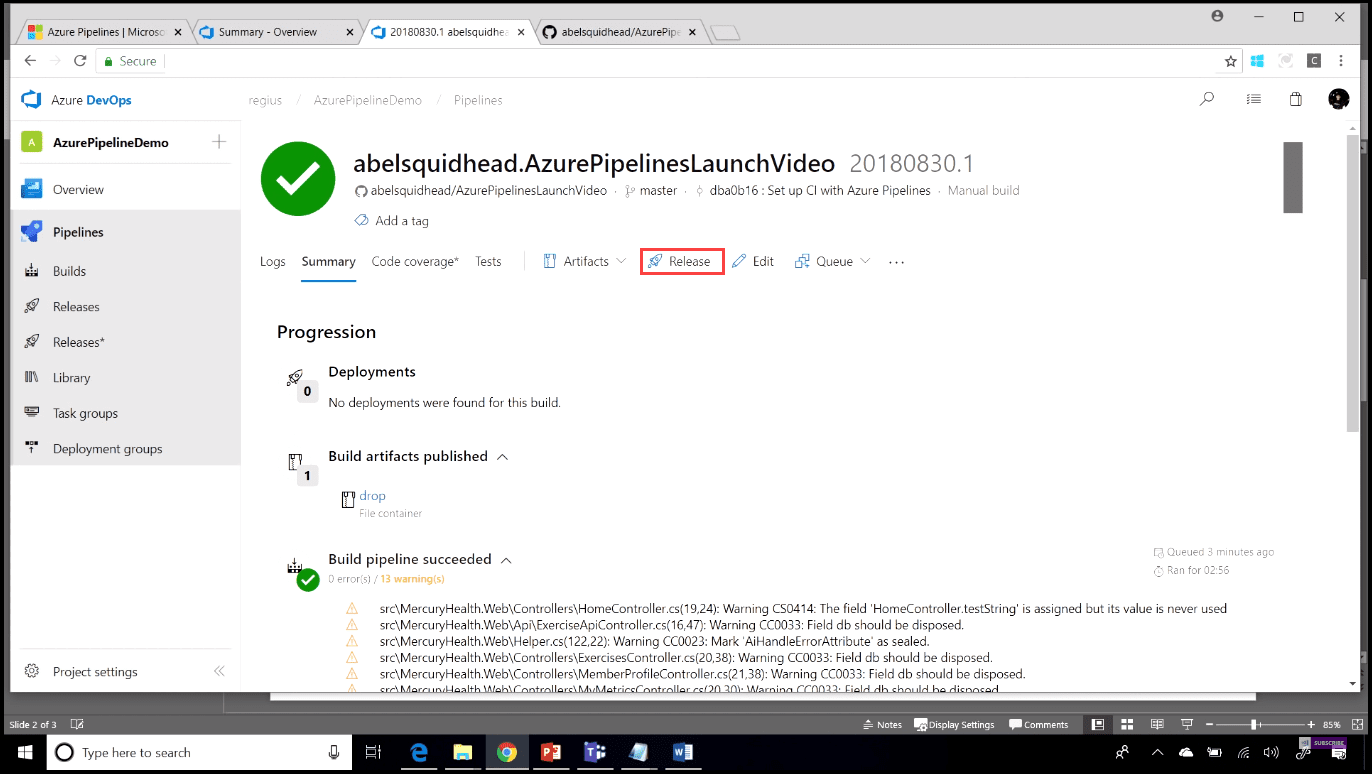 Azure Pipelines | Microso
Summary - Overview
20180830.1 abelsquidhea
abelsquidhead/AzurePipe
Secure
C
Azure DevOps
regius / AzurePipelineDemo / Pipelines
A AzurePipelineDemo
Overview
Pipelines
Builds
Releases
Releases*
Library
Task groups
Deployment groups
Project settings
abelsquidhead.AzurePipelinesLaunchVideo 20180830.1
abelsquidhead/AzurePipelinesLaunchVideo · master · dba0b16 : Set up CI with Azure Pipelines · Manual build
Add a tag
Logs Summary Code coverage* Tests Artifacts Release Edit Queue ...
Progression
Deployments
0
No deployments were found for this build.
Build artifacts published
1
drop
File container
Build pipeline succeeded
0 error(s) / 13 warning(s)
Queued 3 minutes ago
Ran for 02:56
src\MercuryHealth.Web\Controllers\HomeController.cs(19,24): Warning CS0414: The field 'HomeController.testString' is assigned but its value is never used
src\MercuryHealth.Web\Api\ExerciseApiController.cs(16,47): Warning CC0033: Field db should be disposed.
src\MercuryHealth.Web\Helper.cs(122,22): Warning CC0023: Mark 'AiHandleErrorAttribute' as sealed.
src\MercuryHealth.Web\Controllers\ExercisesController.cs(20,38): Warning CC0033: Field db should be disposed.
src\MercuryHealth.Web\Controllers\MemberProfileController.cs(21,38): Warning CC0033: Field db should be disposed.
src\MercuryHealth.Web\Controllers\MyMetricsController.cs(20,30): Warning CC0033: Field db should be disposed.
Slide 2 of 3
Notes Display Settings Comments 85%
Type here to search
SUBSCRIBE